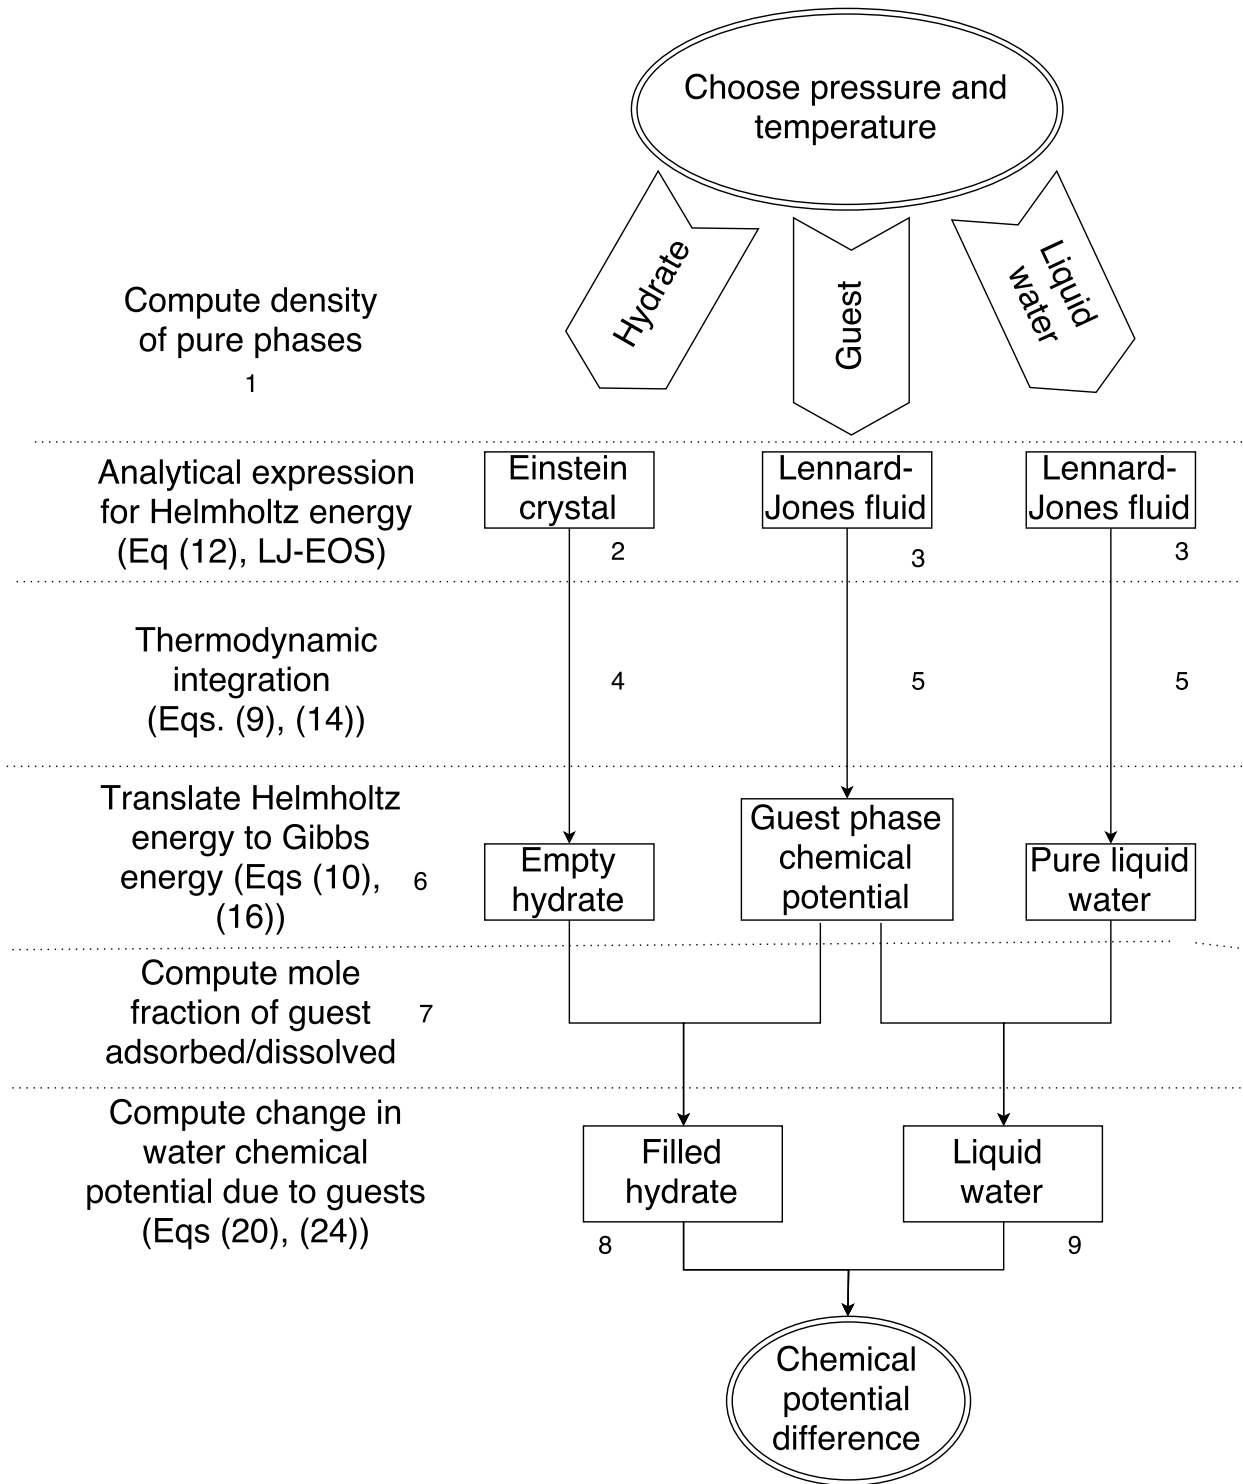 Choose pressure and
temperature
Hydrate
Guest
Liquid
water
Compute density
of pure phases
1
Analytical expression
for Helmholtz energy
(Eq (12), LJ-EOS)
Einstein
crystal
2
Lennard-
Jones fluid
3
Lennard-
Jones fluid
3
Thermodynamic
integration
(Eqs. (9), (14))
4
5
5
Translate Helmholtz
energy to Gibbs
energy (Eqs (10),
(16))
6
Empty
hydrate
Guest phase
chemical
potential
Pure liquid
water
Compute mole
fraction of guest
adsorbed/dissolved
7
Compute change in
water chemical
potential due to guests
(Eqs (20), (24))
Filled
hydrate
8
Liquid
water
9
Chemical
potential
difference